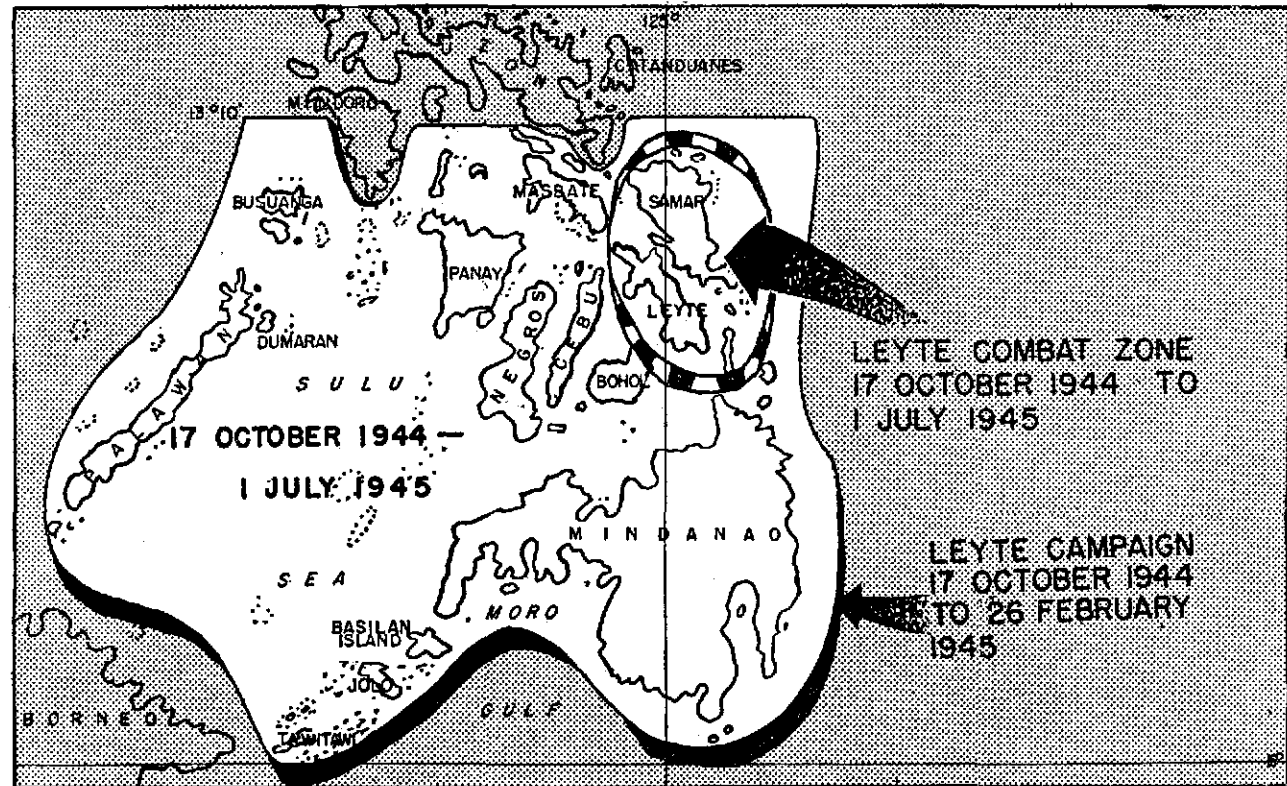 125°
L U Z O N
CATANDUANES
MINDORO
13°10'
BUSUANGA
MASBATE
SAMAR
PANAY
LEYTE
NEGROS
CEBU
BOHOL
DUMARAN
PALAWAN
SULU
17 OCTOBER 1944 —
1 JULY 1945
SEA
LEYTE COMBAT ZONE
17 OCTOBER 1944 TO
1 JULY 1945
MINDANAO
LEYTE CAMPAIGN
17 OCTOBER 1944
TO 26 FEBRUARY
1945
MORO
GULF
BASILAN
ISLAND
JOLO
TAWITAWI
BORNEO